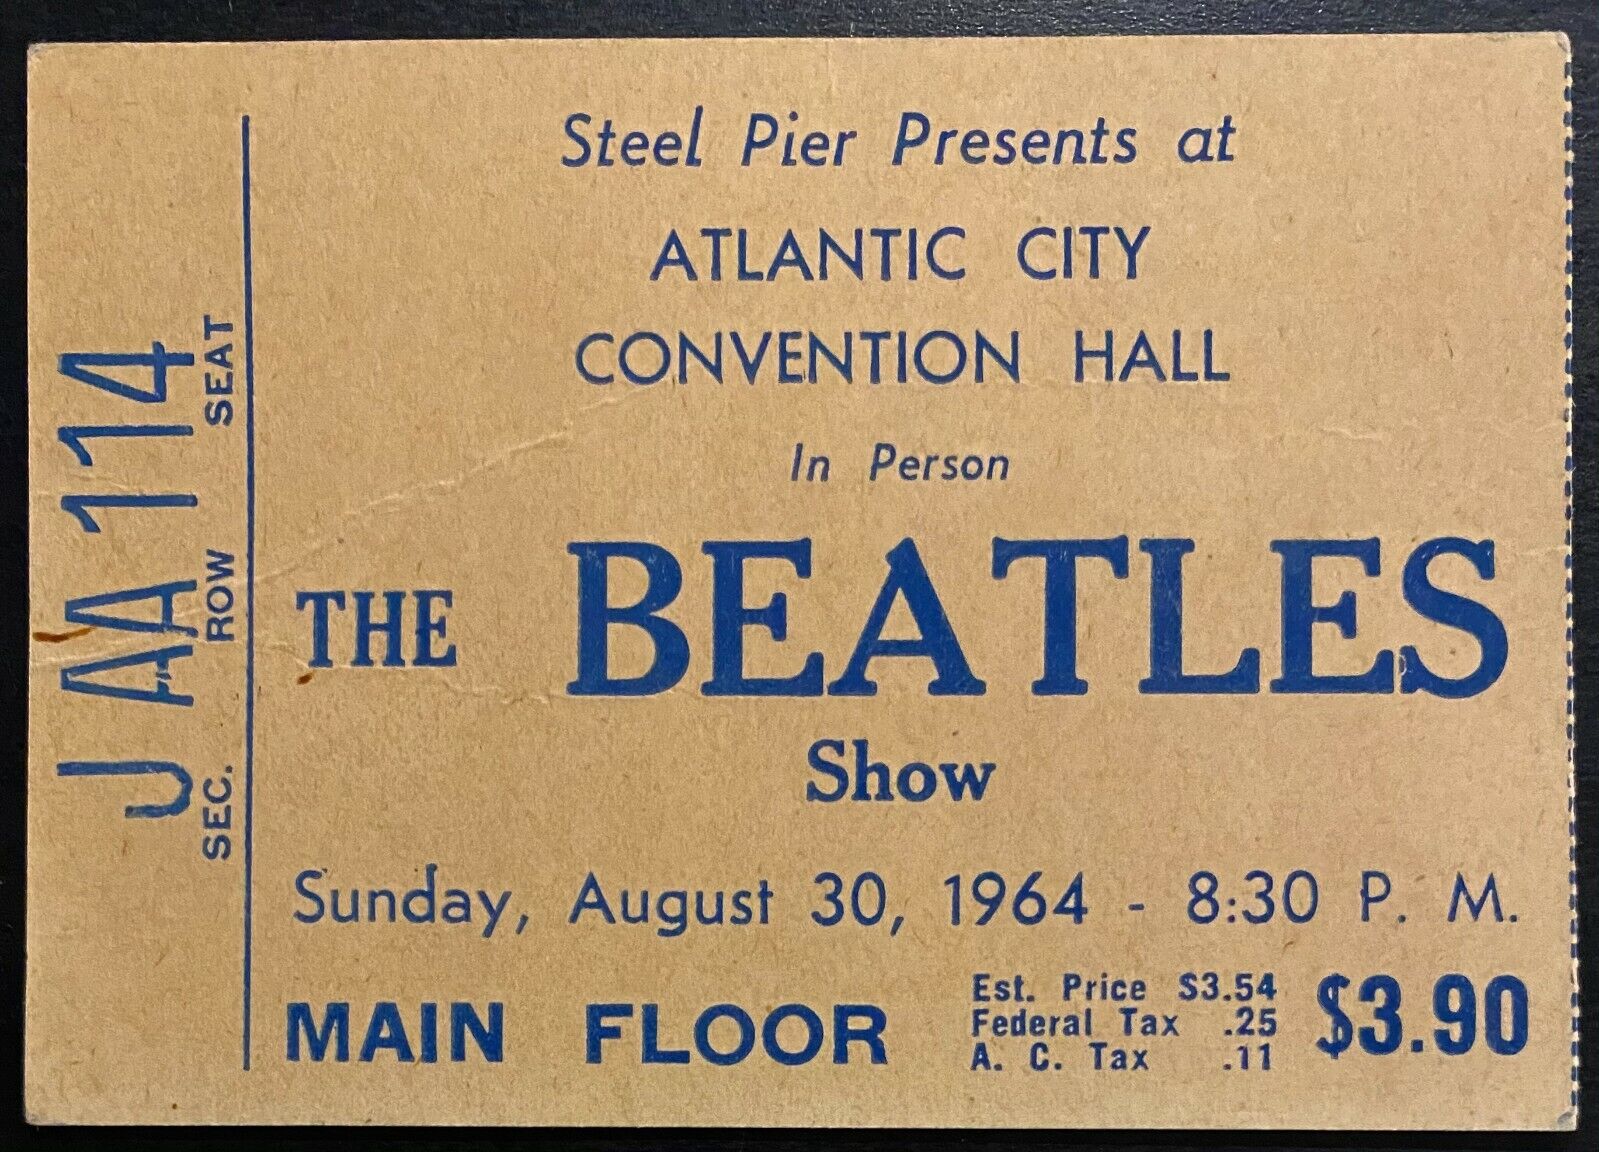 Steel Pier Presents at
ATLANTIC CITY
CONVENTION HALL
In Person
THE BEATLES
Show
Sunday, August 30, 1964 - 8:30 P. M.
MAIN FLOOR
Est. Price $3.54
Federal Tax .25
A. C. Tax .11
$3.90
J AA 114
SEC. ROW SEAT